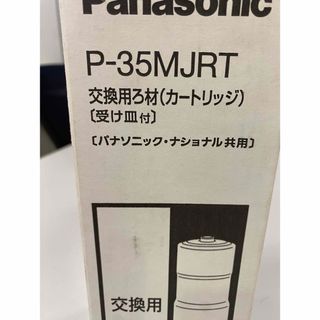 Panasonic
P-35MJRT
交換用ろ材(カートリッジ)
〔受け皿付〕
〔パナソニック・ナショナル共用〕
交換用